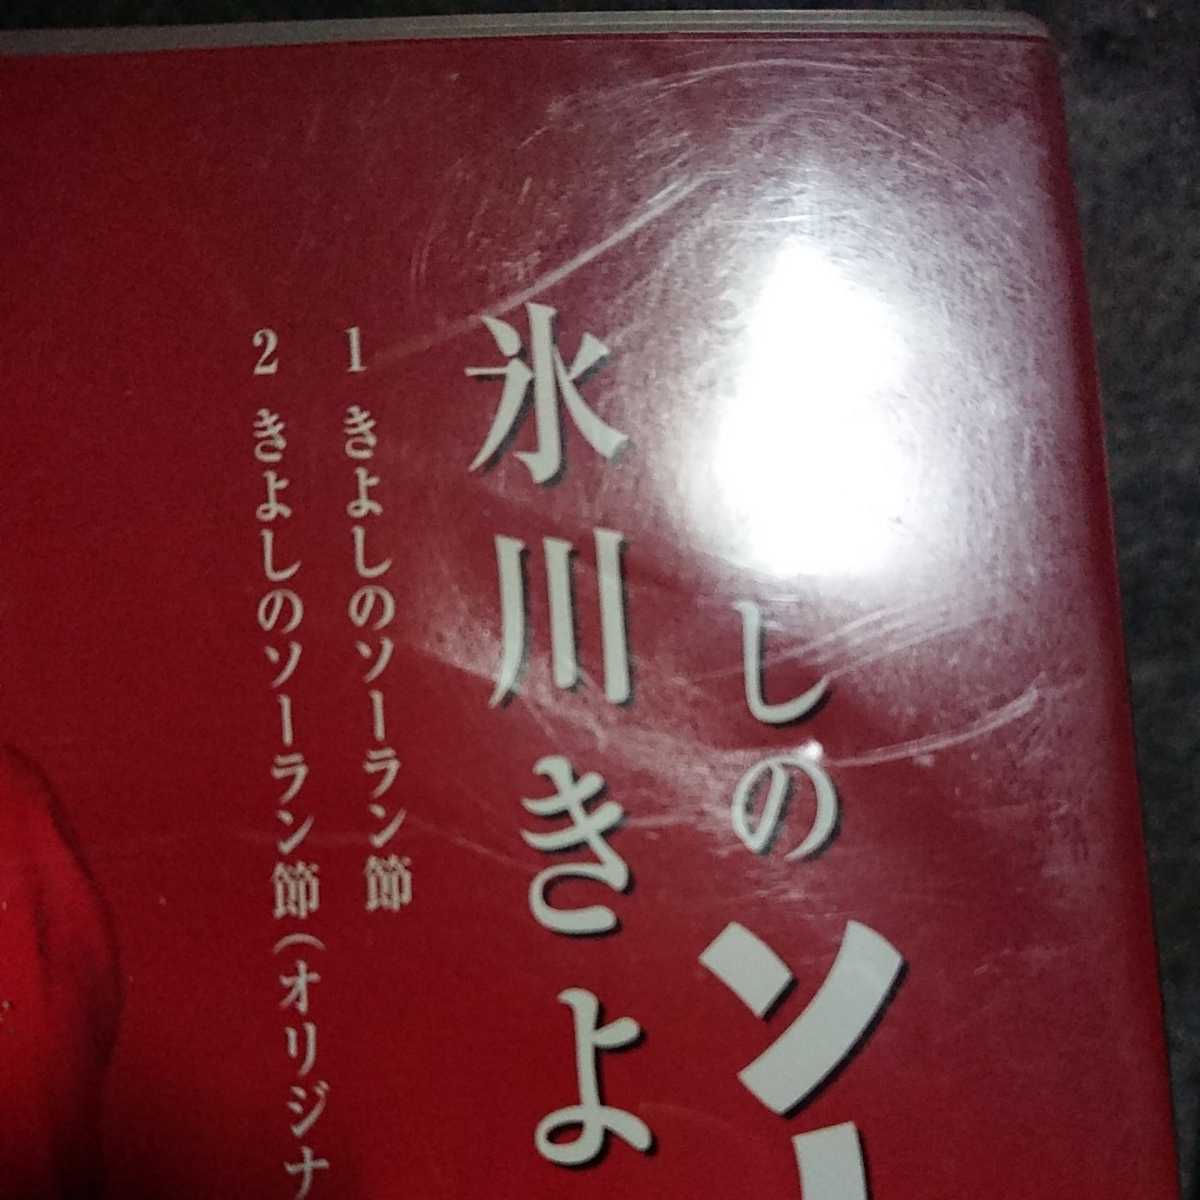 しのソー
氷川きよ
1 きよしのソーラン節
2 きよしのソーラン節（オリジナ